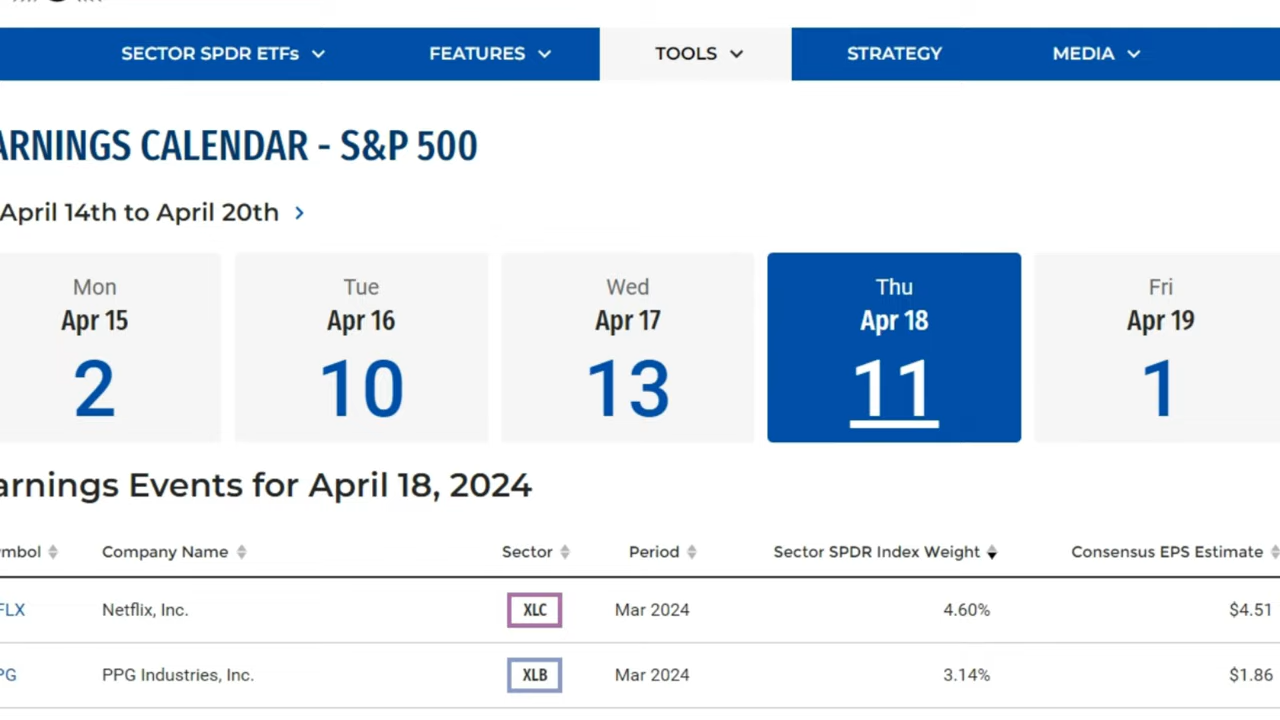 SECTOR SPDR ETFs FEATURES TOOLS STRATEGY MEDIA
ARNINGS CALENDAR - S&P 500
April 14th to April 20th
Mon Tue Wed Thu Fri
Apr 15 Apr 16 Apr 17 Apr 18 Apr 19
2 10 13 11 1
arnings Events for April 18, 2024
mbol Company Name Sector Period Sector SPDR Index Weight Consensus EPS Estimate
FLX Netflix, Inc. XLC Mar 2024 4.60% $4.51
PG PPG Industries, Inc. XLB Mar 2024 3.14% $1.86